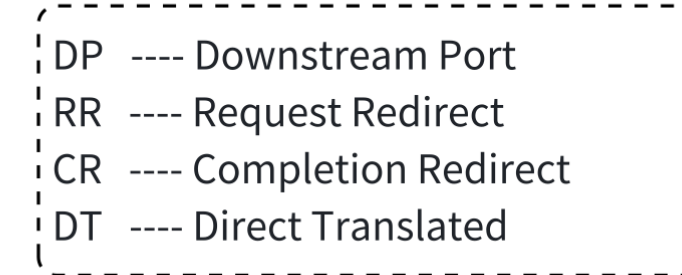 DP ---- Downstream Port
RR ---- Request Redirect
CR ---- Completion Redirect
DT ---- Direct Translated